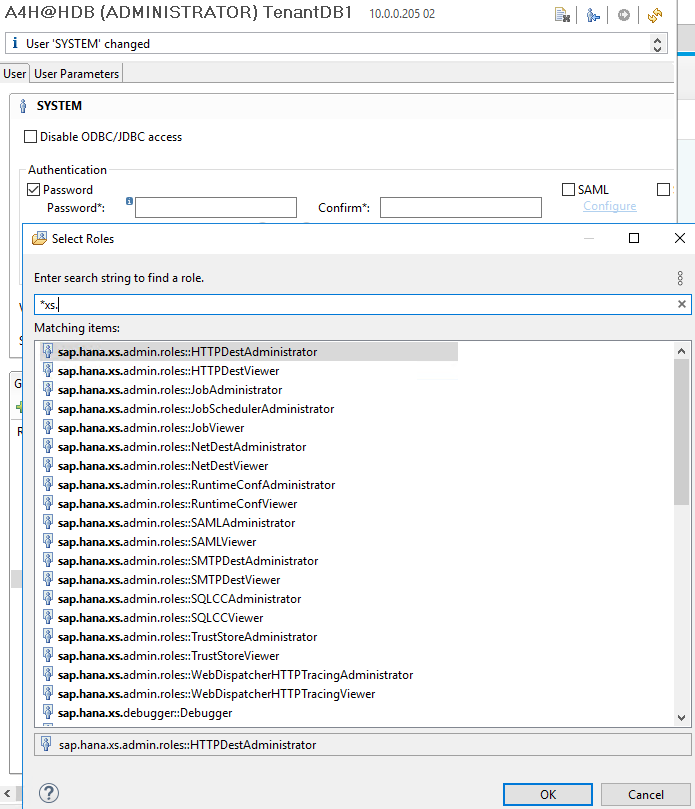 A4H@HDB (ADMINISTRATOR) TenantDB1 10.0.0.205 02
User 'SYSTEM' changed
User User Parameters
SYSTEM
Disable ODBC/JDBC access
Authentication
Password SAML
Password*: Confirm*: Configure
Select Roles
Enter search string to find a role.
*xs.
Matching items:
sap.hana.xs.admin.roles::HTTPDestAdministrator
sap.hana.xs.admin.roles::HTTPDestViewer
sap.hana.xs.admin.roles::JobAdministrator
sap.hana.xs.admin.roles::JobSchedulerAdministrator
sap.hana.xs.admin.roles::JobViewer
sap.hana.xs.admin.roles::NetDestAdministrator
sap.hana.xs.admin.roles::NetDestViewer
sap.hana.xs.admin.roles::RuntimeConfAdministrator
sap.hana.xs.admin.roles::RuntimeConfViewer
sap.hana.xs.admin.roles::SAMLAdministrator
sap.hana.xs.admin.roles::SAMLViewer
sap.hana.xs.admin.roles::SMTPDestAdministrator
sap.hana.xs.admin.roles::SMTPDestViewer
sap.hana.xs.admin.roles::SQLCCAdministrator
sap.hana.xs.admin.roles::SQLCCViewer
sap.hana.xs.admin.roles::TrustStoreAdministrator
sap.hana.xs.admin.roles::TrustStoreViewer
sap.hana.xs.admin.roles::WebDispatcherHTTPTracingAdministrator
sap.hana.xs.admin.roles::WebDispatcherHTTPTracingViewer
sap.hana.xs.debugger::Debugger
sap.hana.xs.admin.roles::HTTPDestAdministrator
OK Cancel